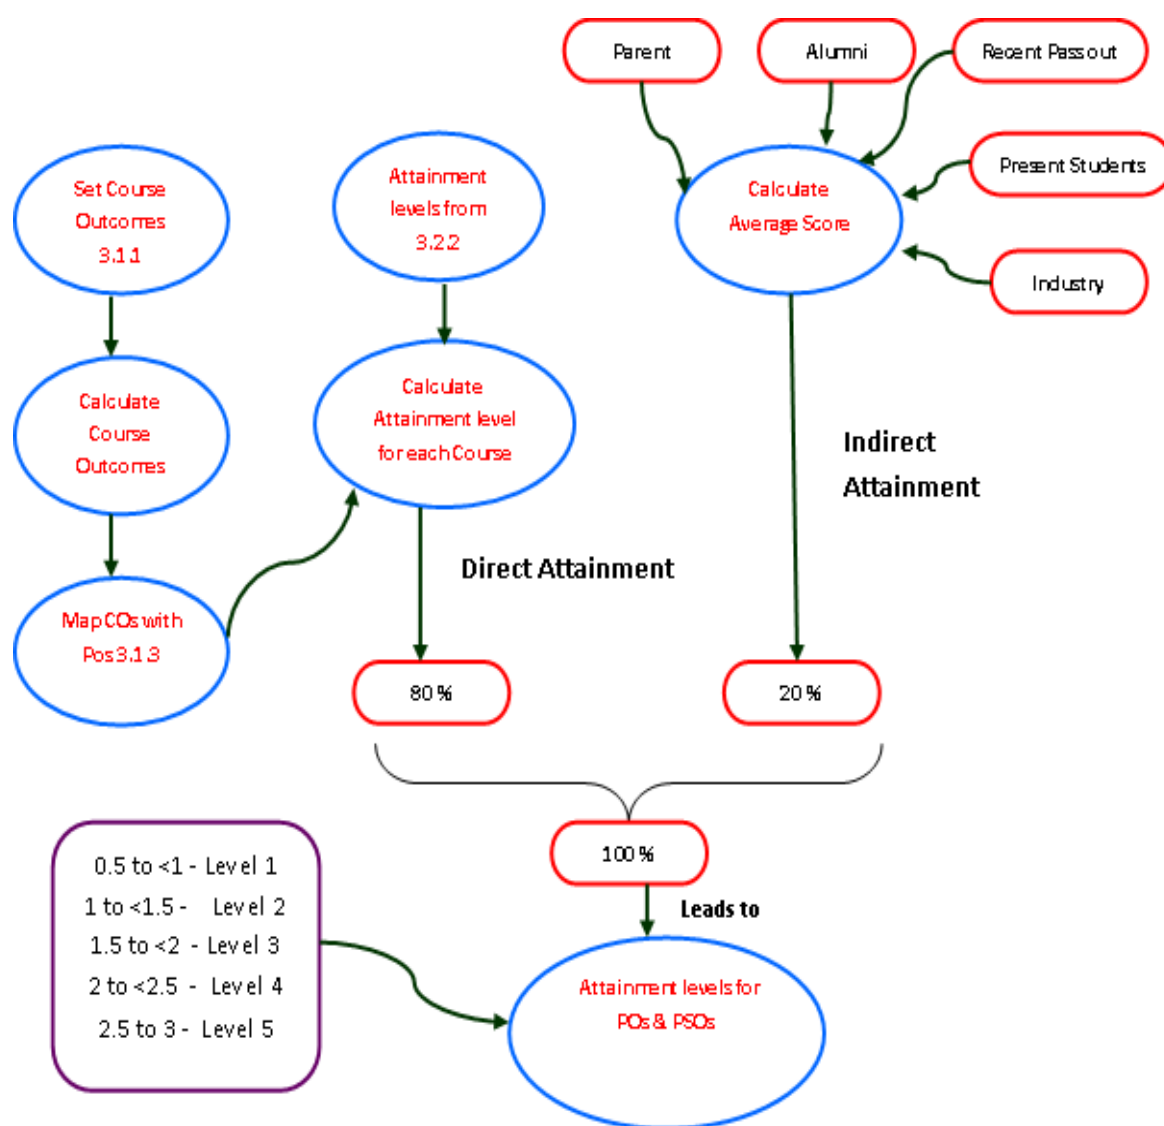 Parent
Alumni
Recent Pass out
Set Course
Outcomes
3.1.1
Attainment
levels from
3.2.2
Calculate
Average Score
Present Students
Industry
Calculate
Course
Outcomes
Calculate
Attainment level
for each Course
Indirect
Attainment
Direct Attainment
Map COs with
Pos 3.1.3
80 %
20 %
100 %
Leads to
0.5 to <1 - Level 1
1 to <1.5 - Level 2
1.5 to <2 - Level 3
2 to <2.5 - Level 4
2.5 to 3 - Level 5
Attainment levels for
POs & PSOs